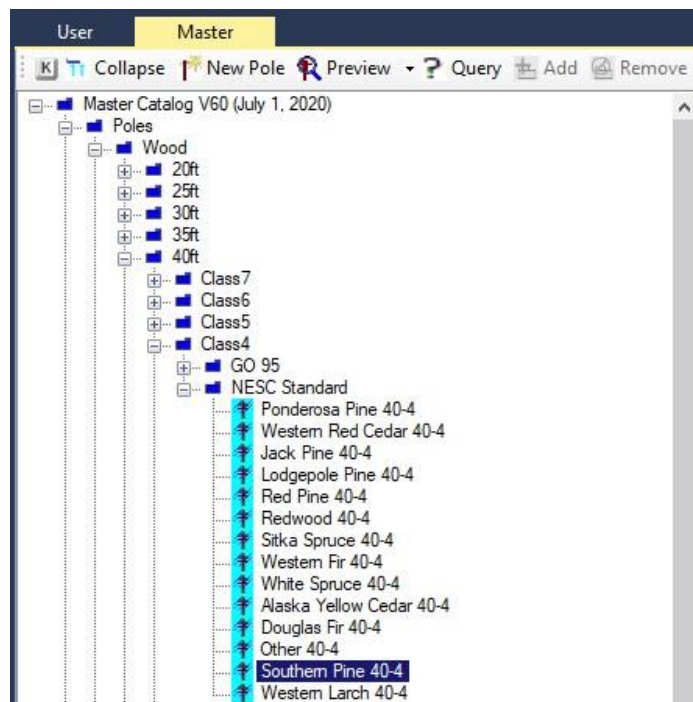 User Master
K Collapse New Pole Preview ? Query Add Remove
Master Catalog V60 (July 1, 2020)
Poles
Wood
20ft
25ft
30ft
35ft
40ft
Class7
Class6
Class5
Class4
GO 95
NESC Standard
Ponderosa Pine 40-4
Western Red Cedar 40-4
Jack Pine 40-4
Lodgepole Pine 40-4
Red Pine 40-4
Redwood 40-4
Sitka Spruce 40-4
Western Fir 40-4
White Spruce 40-4
Alaska Yellow Cedar 40-4
Douglas Fir 40-4
Other 40-4
Southern Pine 40-4
Western Larch 40-4